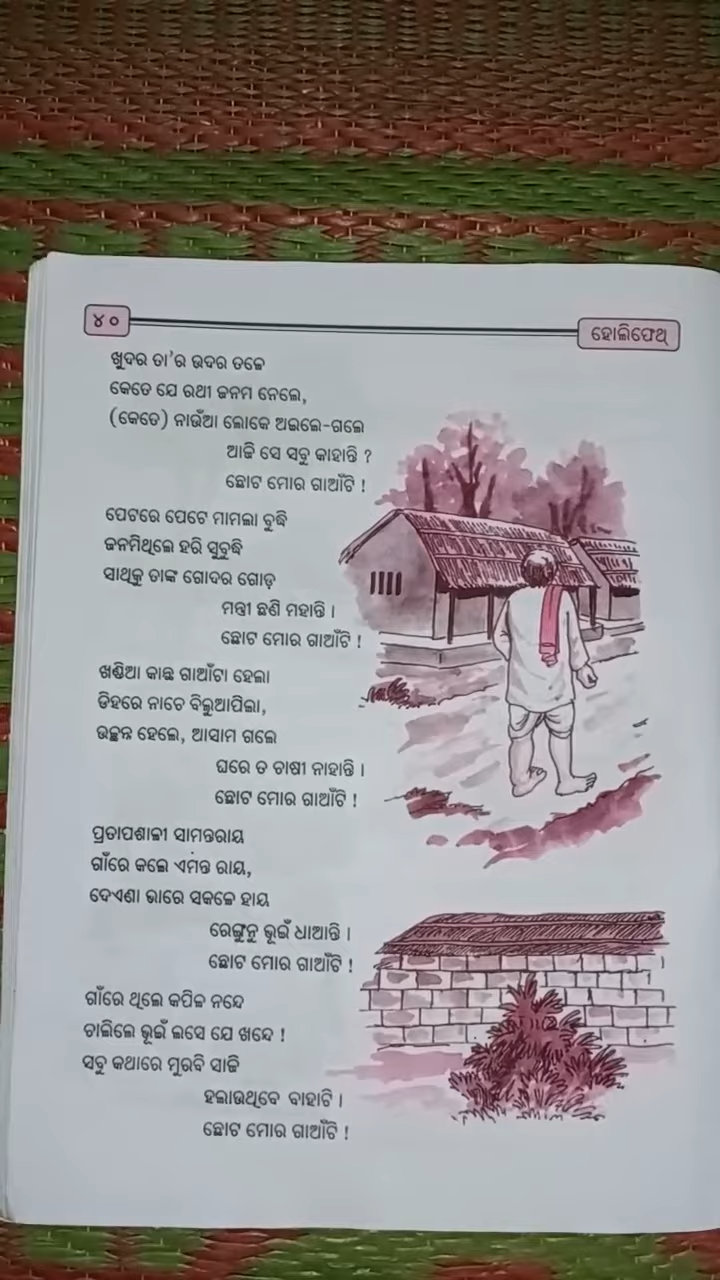 ୪୦
ହୋଲିଫେଥ୍
ଖୁଦର ତା'ର ଉଦର ତଳେ
କେତେ ଯେ ରଥୀ ଜନମ ନେଲେ,
(କେତେ) ନାଉଁଆ ଲୋକେ ଅଇଲେ-ଗଲେ
ଆଜି ସେ ସବୁ କାହାନ୍ତି ?
ଛୋଟ ମୋର ଗାଆଁଟି !
ପେଟରେ ପେଟେ ମାମଲା ବୁଦ୍ଧି
ଜନମିଥିଲେ ହରି ସୁବୁଦ୍ଧି
ସାଥିକୁ ତାଙ୍କ ଗୋଦର ଗୋଡ଼
ମନ୍ତ୍ରୀ ଛଣି ମହାନ୍ତି ।
ଛୋଟ ମୋର ଗାଆଁଟି !
ଖଣ୍ଡିଆ କାଛ ଗାଆଁଟା ହେଲା
ଡିହରେ ନାଚେ ବିଲୁଆପିଲା,
ଉଚ୍ଛନ୍ନ ହେଲେ, ଆସାମ ଗଲେ
ଘରେ ତ ଚାଷୀ ନାହାନ୍ତି ।
ଛୋଟ ମୋର ଗାଆଁଟି !
ପ୍ରତାପଶାଳୀ ସାମନ୍ତରାୟ
ଗାଁରେ କଲେ ଏମନ୍ତ ରାୟ,
ଦେଏଣା ଭାରେ ସକଳେ ହାୟ
ରେଙ୍ଗୁନୁ ଭୂଇଁ ଧାଆନ୍ତି ।
ଛୋଟ ମୋର ଗାଆଁଟି !
ଗାଁରେ ଥିଲେ କପିଳ ନନ୍ଦେ
ଚାଲିଲେ ଭୂଇଁ ଲସେ ଯେ ଖନ୍ଦେ !
ସବୁ କଥାରେ ମୁରବି ସାଜି
ହଲାଉଥିବେ ବାହାଟି ।
ଛୋଟ ମୋର ଗାଆଁଟି !